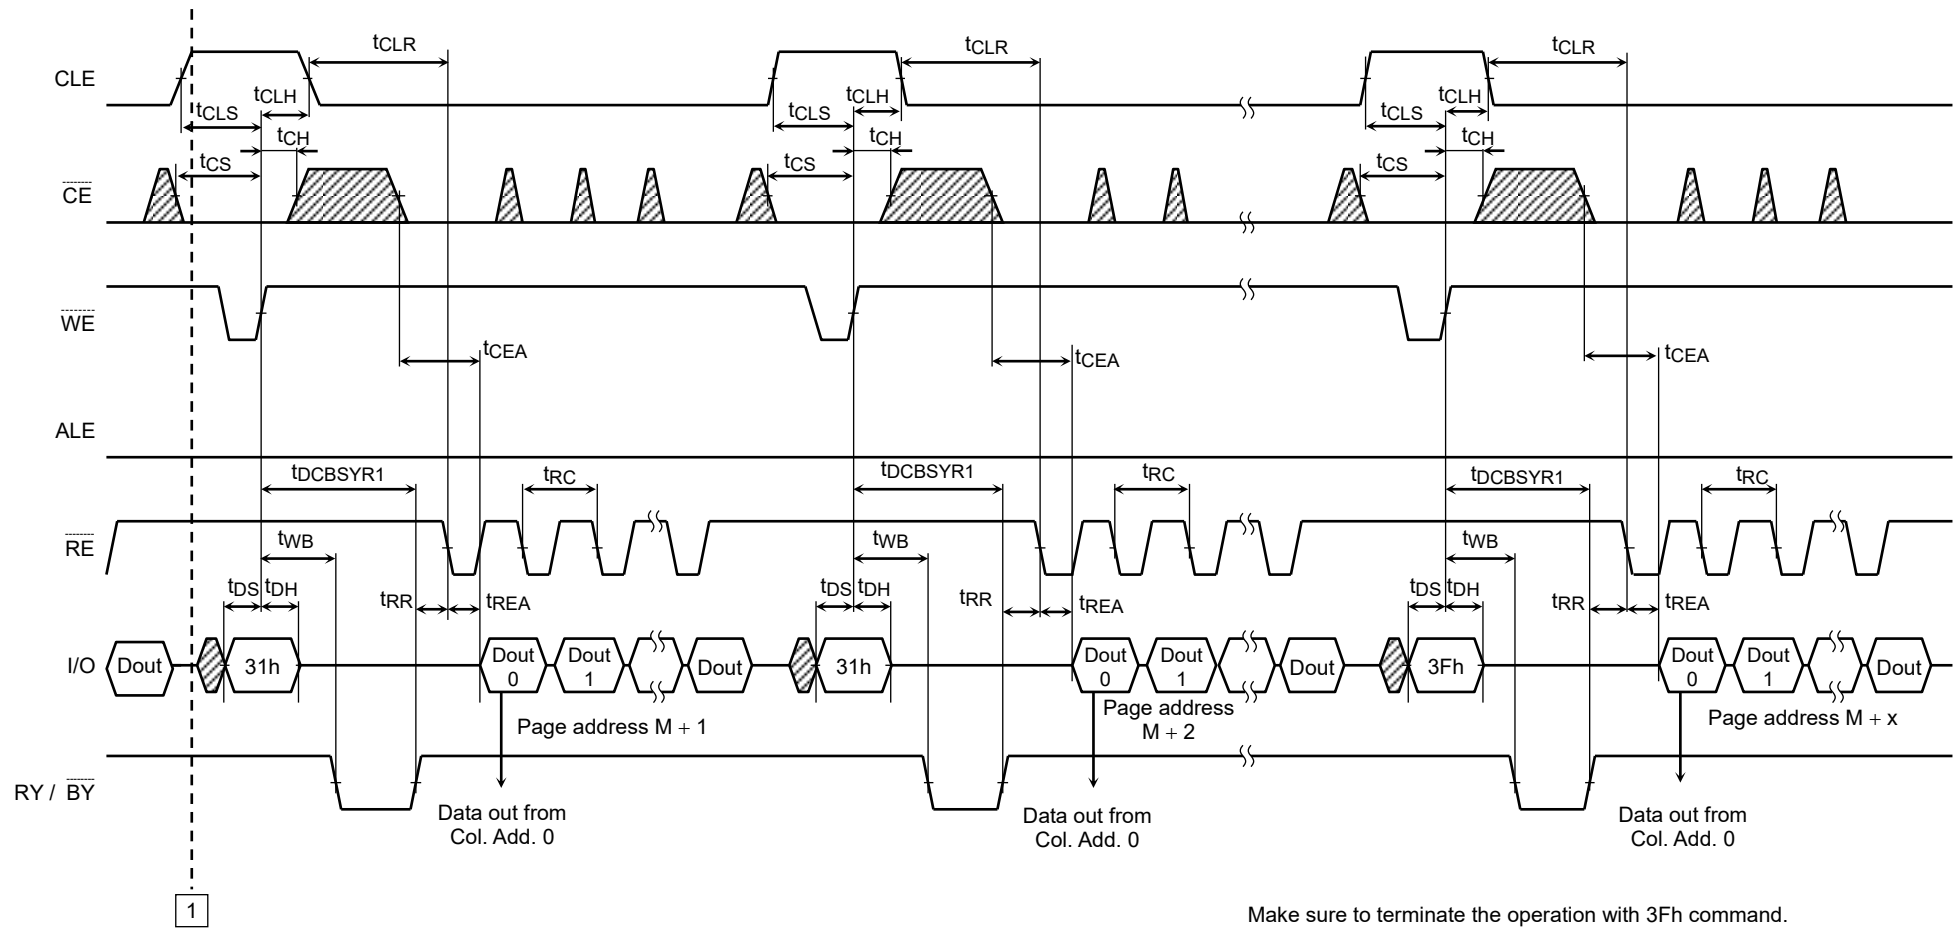 tCLR tCLR tCLR
CLE
tCLH tCLH tCLH
tCLS tCLS tCLS
tCH tCH tCH
tCS tCS tCS
CE
WE
tCEA tCEA tCEA
ALE
tDCBSYR1 tRC tDCBSYR1 tRC tDCBSYR1 tRC
RE
tWB tWB tWB
tDS tDH tDS tDH tDS tDH
tRR tREA tRR tREA tRR tREA
I/O Dout 31h Dout 0 Dout 1 Dout 31h Dout 0 Dout 1 Dout 3Fh Dout 0 Dout 1 Dout
Page address M + 1
Page address
M + 2
Page address M + x
RY / BY
Data out from
Col. Add. 0
Data out from
Col. Add. 0
Data out from
Col. Add. 0
1
Make sure to terminate the operation with 3Fh command.